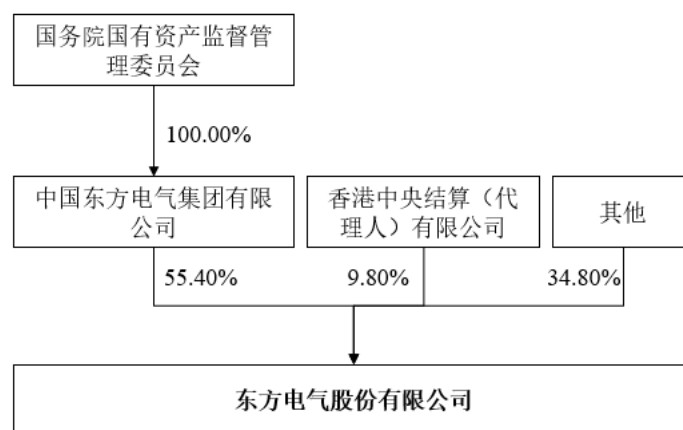 国务院国有资产监督管
理委员会
100.00%
中国东方电气集团有限
公司
香港中央结算（代
理人）有限公司
其他
55.40%
9.80%
34.80%
东方电气股份有限公司